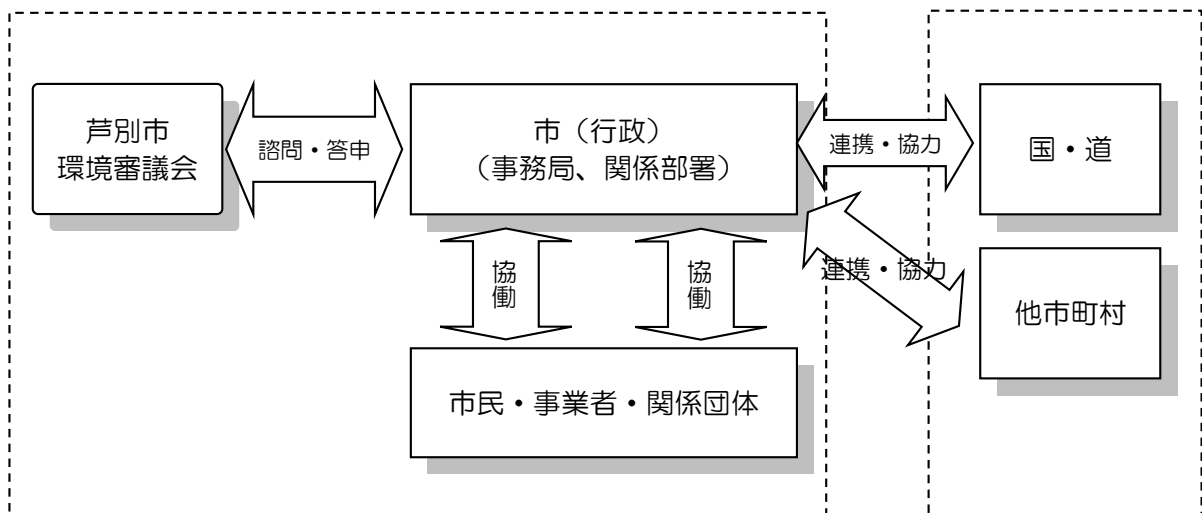 芦別市
環境審議会
諮問・答申
市（行政）
（事務局、関係部署）
連携・協力
国・道
協働
協働
連携・協力
他市町村
市民・事業者・関係団体